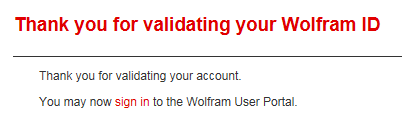 Thank you for validating your Wolfram ID
Thank you for validating your account.
You may now sign in to the Wolfram User Portal.